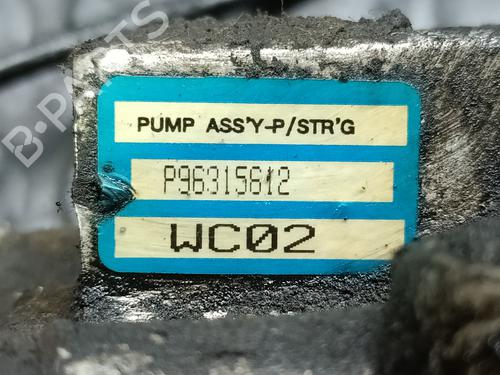 B-PARTS
PUMP ASS'Y-P/STR'G
P96315612
WC02